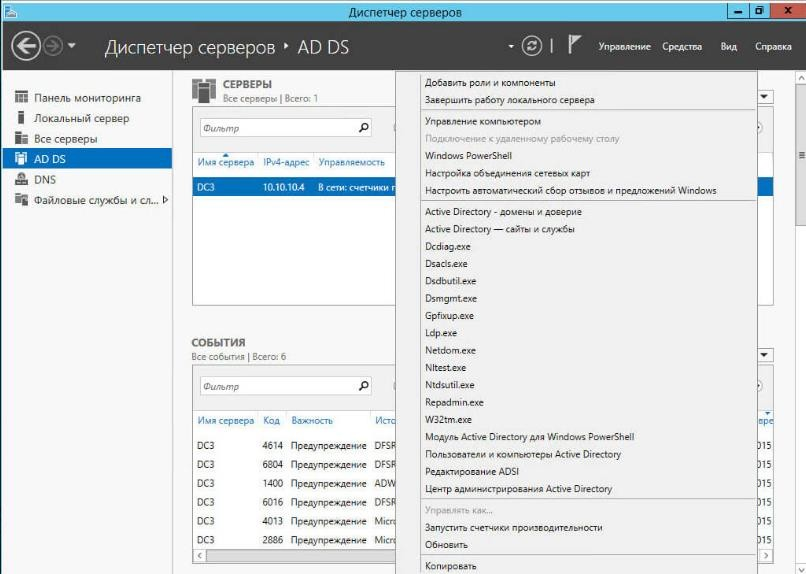 Диспетчер серверов
Диспетчер серверов ‣ AD DS
Управление Средства Вид Справка
Панель мониторинга
Локальный сервер
Все серверы
AD DS
DNS
Файловые службы и сл...
СЕРВЕРЫ
Все серверы | Всего: 1
Фильтр
Имя сервера IPv4-адрес Управляемость
DC3 10.10.10.4 В сети: счетчики
СОБЫТИЯ
Все события | Всего: 6
Фильтр
Имя сервера Код Важность
DC3 4614 Предупреждение DFSR
DC3 6804 Предупреждение DFSR
DC3 1400 Предупреждение ADW
DC3 6016 Предупреждение DFSR
DC3 4013 Предупреждение Micr
DC3 2886 Предупреждение Micr
Добавить роли и компоненты
Завершить работу локального сервера
Управление компьютером
Подключение к удаленному рабочему столу
Windows PowerShell
Настройка объединения сетевых карт
Настроить автоматический сбор отзывов и предложений Windows
Active Directory - домены и доверие
Active Directory — сайты и службы
Dcdiag.exe
Dsacls.exe
Dsdbutil.exe
Dsmgmt.exe
Gpfixup.exe
Ldp.exe
Netdom.exe
Nltest.exe
Ntdsutil.exe
Repadmin.exe
W32tm.exe
Модуль Active Directory для Windows PowerShell
Пользователи и компьютеры Active Directory
Редактирование ADSI
Центр администрирования Active Directory
Управлять как...
Запустить счетчики производительности
Обновить
Копировать